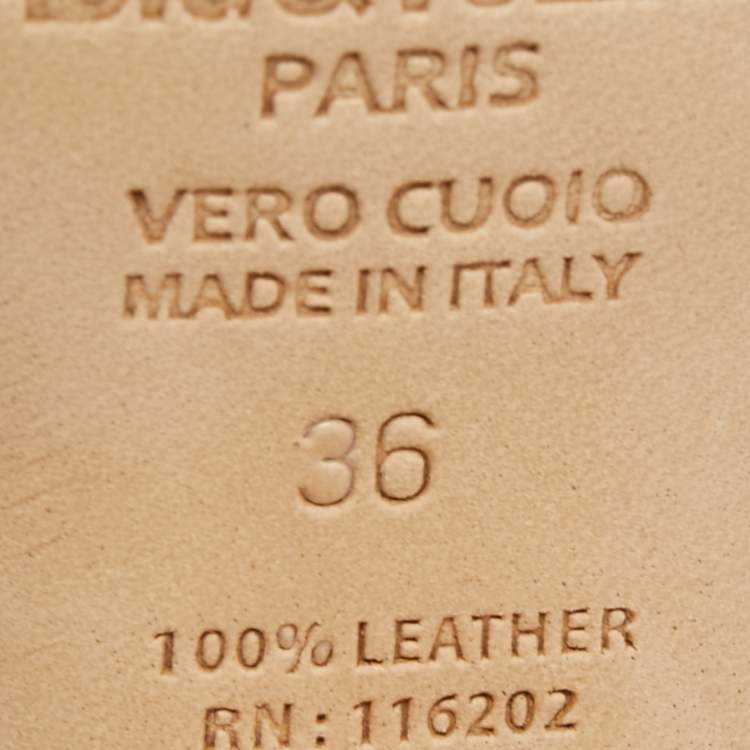 PARIS
VERO CUOIO
MADE IN ITALY
36
100% LEATHER
RN: 116202